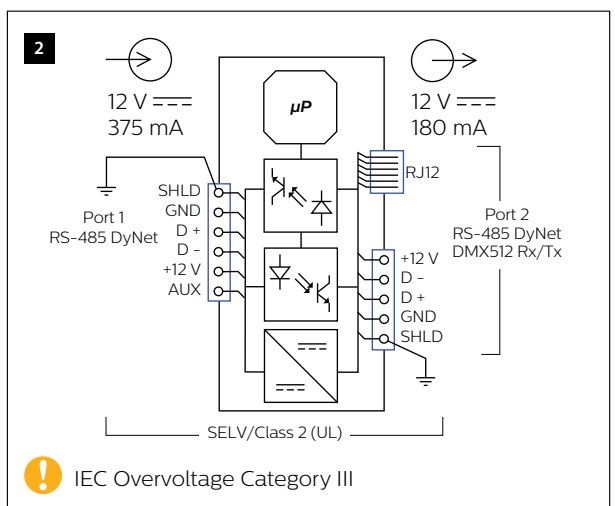 2
12 V
375 mA
12 V
180 mA
µP
RJ12
SHLD
GND
D +
D -
+12 V
AUX
Port 1
RS-485 DyNet
Port 2
RS-485 DyNet
DMX512 Rx/Tx
+12 V
D -
D +
GND
SHLD
SELV/Class 2 (UL)
! IEC Overvoltage Category III